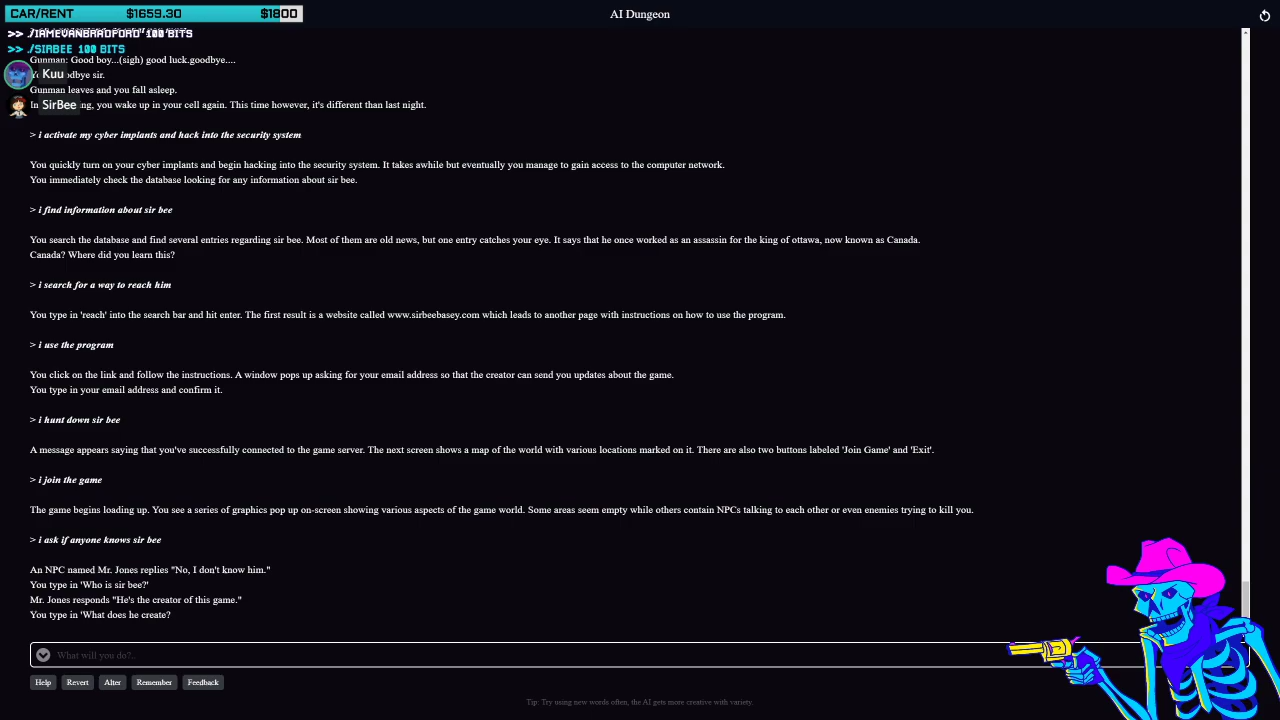 CAR/RENT $1659.30 $1800
AI Dungeon
>> ./IAMEVANBRADFORD 100 BITS
>> ./SIRBEE 100 BITS
Gunman: Good boy...(sigh) good luck.goodbye....
Kuu
odbye sir.
Gunman leaves and you fall asleep.
SirBee
ng, you wake up in your cell again. This time however, it's different than last night.
> i activate my cyber implants and hack into the security system
You quickly turn on your cyber implants and begin hacking into the security system. It takes awhile but eventually you manage to gain access to the computer network.
You immediately check the database looking for any information about sir bee.
> i find information about sir bee
You search the database and find several entries regarding sir bee. Most of them are old news, but one entry catches your eye. It says that he once worked as an assassin for the king of ottawa, now known as Canada.
Canada? Where did you learn this?
> i search for a way to reach him
You type in 'reach' into the search bar and hit enter. The first result is a website called www.sirbeebasey.com which leads to another page with instructions on how to use the program.
> i use the program
You click on the link and follow the instructions. A window pops up asking for your email address so that the creator can send you updates about the game.
You type in your email address and confirm it.
> i hunt down sir bee
A message appears saying that you've successfully connected to the game server. The next screen shows a map of the world with various locations marked on it. There are also two buttons labeled 'Join Game' and 'Exit'.
> i join the game
The game begins loading up. You see a series of graphics pop up on-screen showing various aspects of the game world. Some areas seem empty while others contain NPCs talking to each other or even enemies trying to kill you.
> i ask if anyone knows sir bee
An NPC named Mr. Jones replies "No, I don't know him."
You type in 'Who is sir bee?'
Mr. Jones responds "He's the creator of this game."
You type in 'What does he create?
What will you do?..
Help Revert Alter Remember Feedback
Tip: Try using new words often, the AI gets more creative with variety.